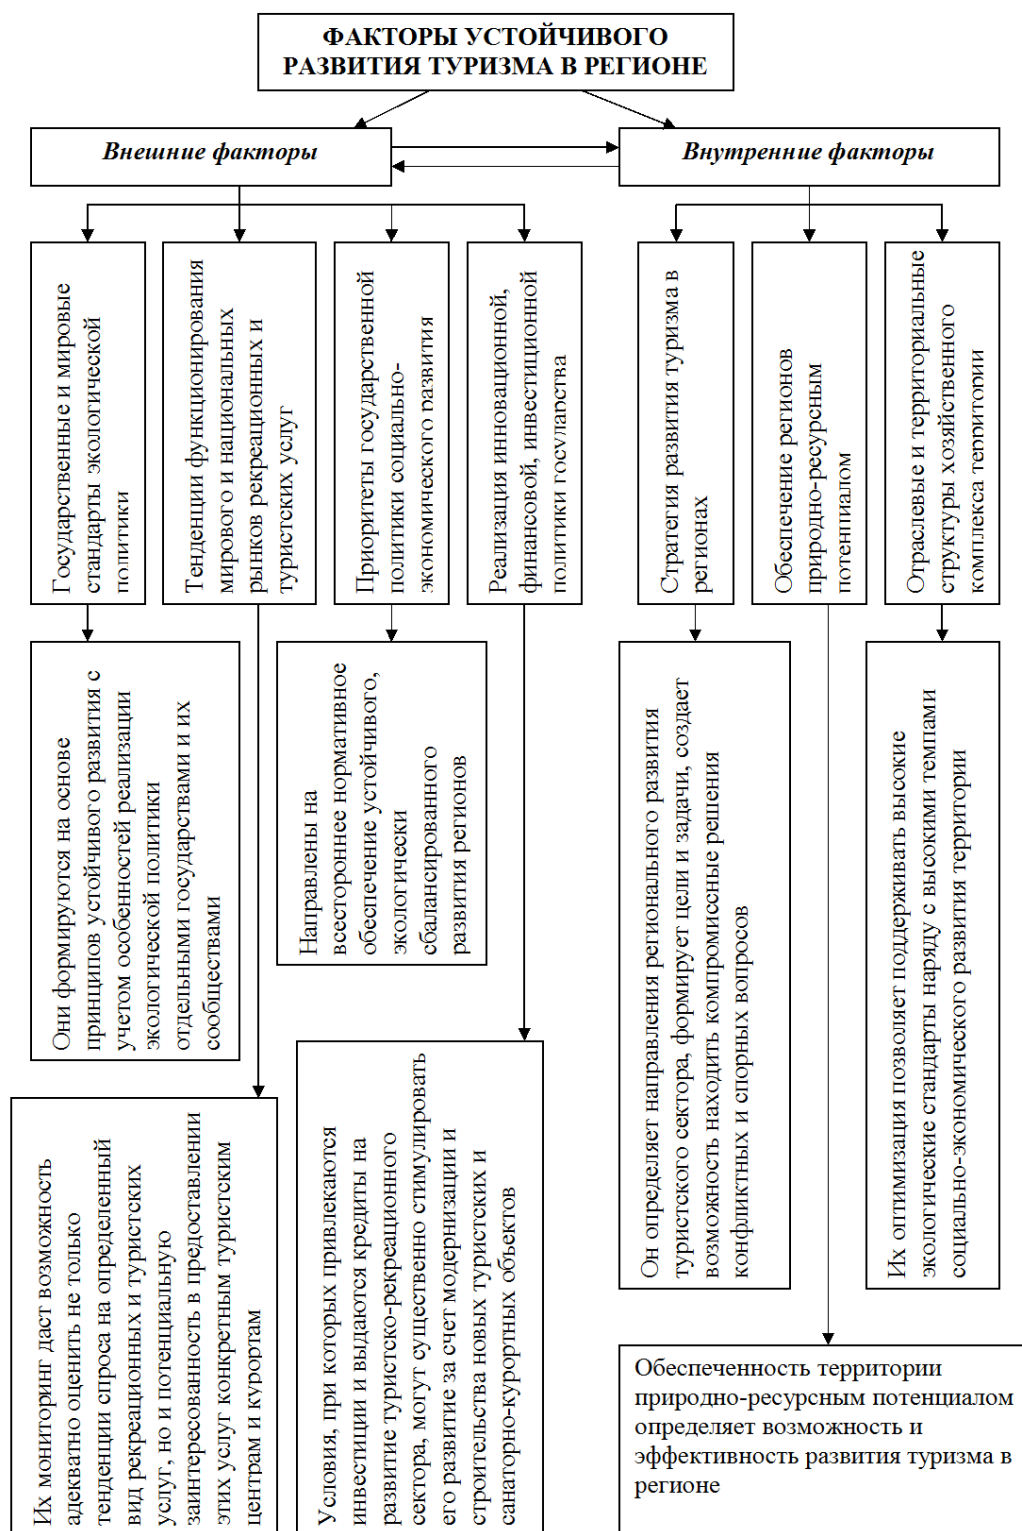 ФАКТОРЫ УСТОЙЧИВОГО
РАЗВИТИЯ ТУРИЗМА В РЕГИОНЕ
Внешние факторы
Внутренние факторы
Государственные и мировые
стандарты экологической
политики
Тенденции функционирования
мирового и национальных
рынков рекреационных и
туристских услуг
Приоритеты государственной
политики социально-
экономического развития
Реализация инновационной,
финансовой, инвестиционной
политики государства
Стратегия развития туризма в
регионах
Обеспечение регионов
природно-ресурсным
потенциалом
Отраслевые и территориальные
структуры хозяйственного
комплекса территории
Они формируются на основе
принципов устойчивого развития с
учетом особенностей реализации
экологической политики
отдельными государствами и их
сообществами
Направлены на
всестороннее нормативное
обеспечение устойчивого,
экологически
сбалансированного
развития регионов
Он определяет направления регионального развития
туристского сектора, формирует цели и задачи, создает
возможность находить компромиссные решения
конфликтных и спорных вопросов
Их оптимизация позволяет поддерживать высокие
экологические стандарты наряду с высокими темпами
социально-экономического развития территории
Их мониторинг даст возможность
адекватно оценить не только
тенденции спроса на определенный
вид рекреационных и туристских
услуг, но и потенциальную
заинтересованность в предоставлении
этих услуг конкретным туристским
центрам и курортам
Условия, при которых привлекаются
инвестиции и выдаются кредиты на
развитие туристско-рекреационного
сектора, могут существенно стимулировать
его развитие за счет модернизации и
строительства новых туристских и
санаторно-курортных объектов
Обеспеченность территории
природно-ресурсным потенциалом
определяет возможность и
эффективность развития туризма в
регионе